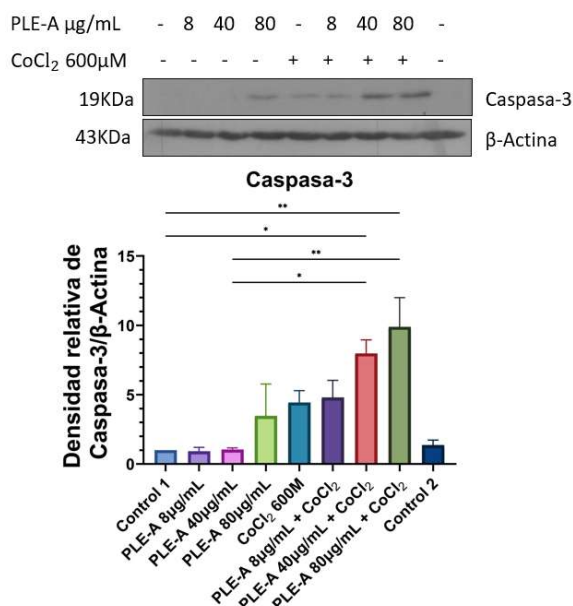 PLE-A µg/mL - 8 40 80 - 8 40 80 -
CoCl₂ 600µM - - - - + + + + -
19KDa Caspasa-3
43KDa β-Actina
Caspasa-3
**
*
**
*
Densidad relativa de
Caspasa-3/β-Actina
15
10
5
0
Control 1
PLE-A 8µg/mL
PLE-A 40µg/mL
PLE-A 80µg/mL
CoCl₂ 600M
PLE-A 8µg/mL + CoCl₂
PLE-A 40µg/mL + CoCl₂
PLE-A 80µg/mL + CoCl₂
Control 2